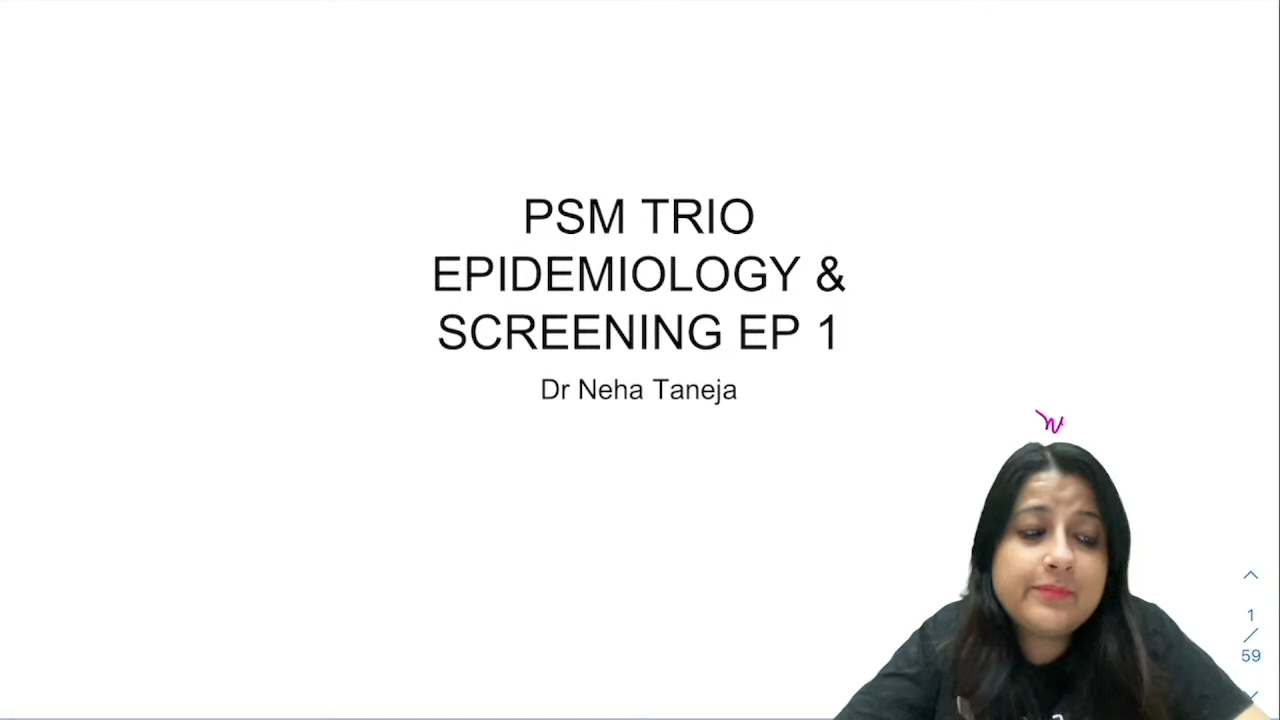 PSM TRIO
EPIDEMIOLOGY &
SCREENING EP 1
Dr Neha Taneja
1
/
59